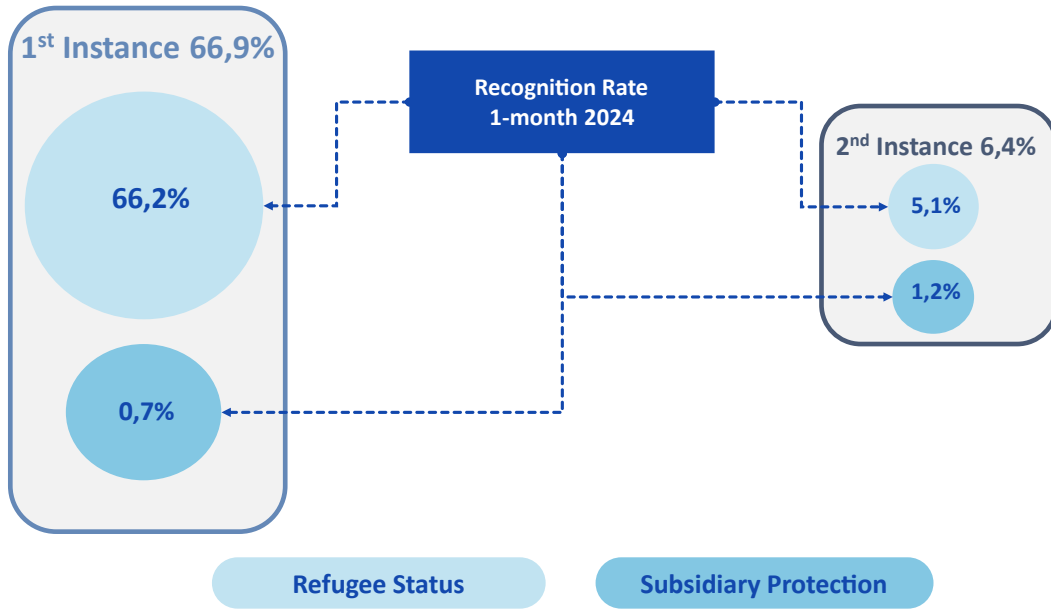 1st Instance 66,9%
66,2%
0,7%
Recognition Rate
1-month 2024
2nd Instance 6,4%
5,1%
1,2%
Refugee Status
Subsidiary Protection